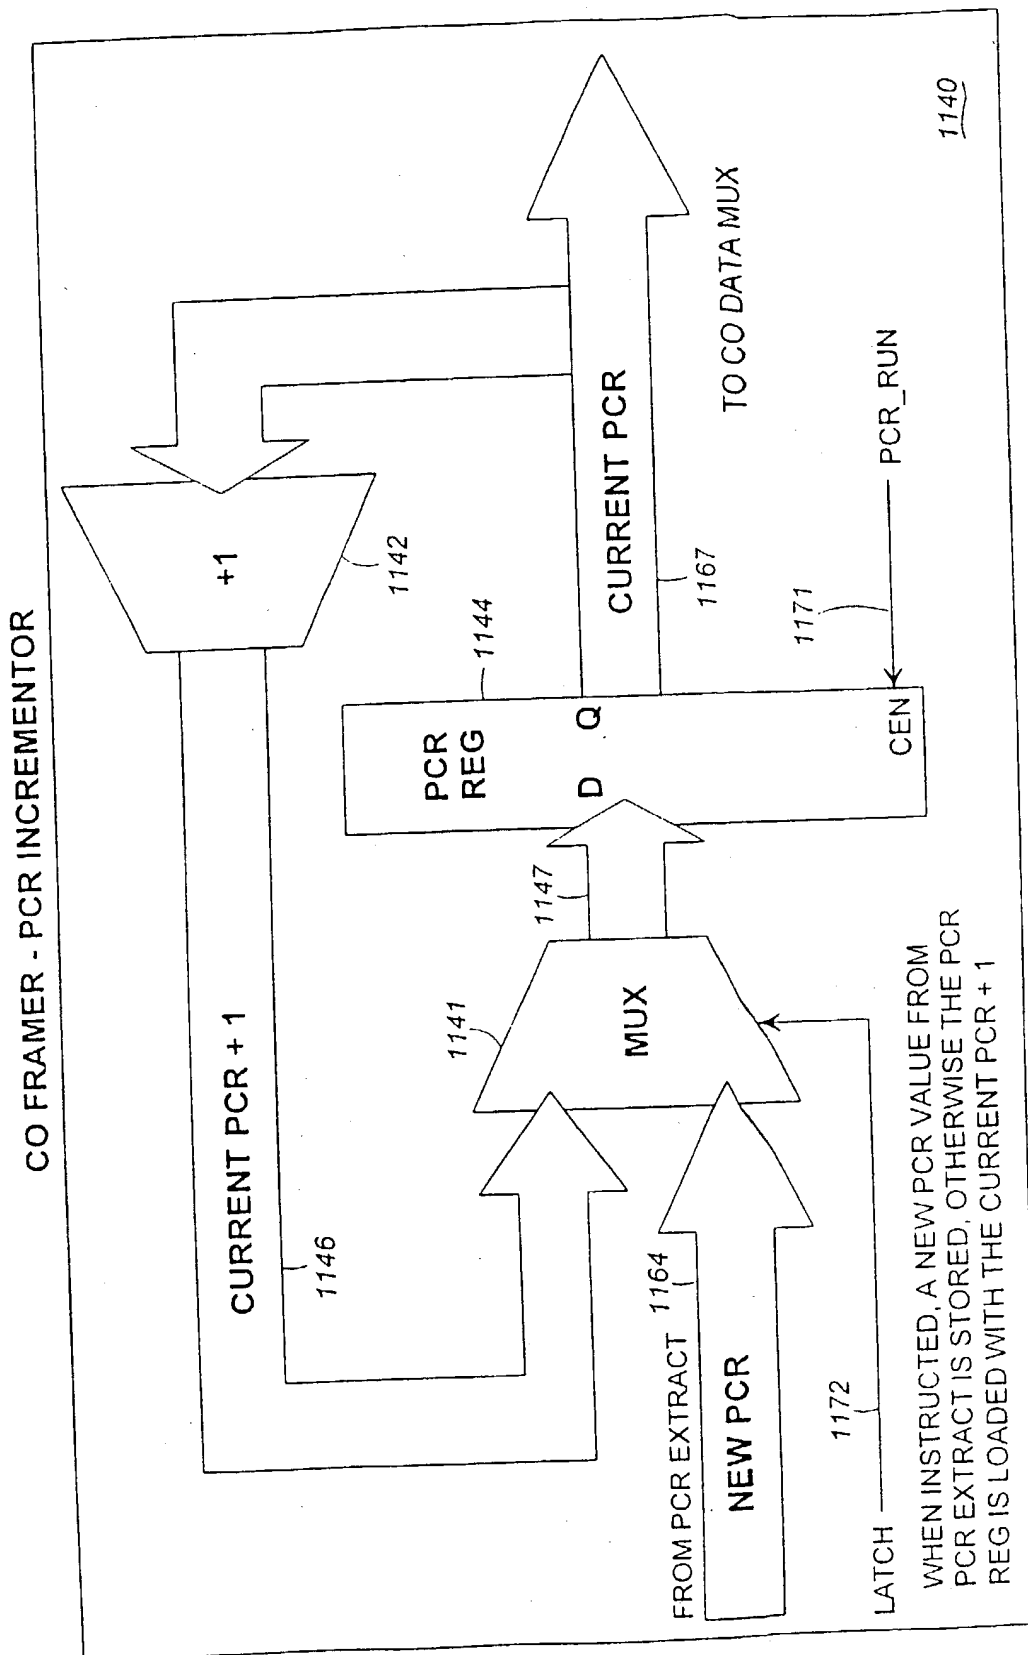 CO FRAMER - PCR INCREMENTOR
CURRENT PCR + 1
1146
+1
1142
1141
MUX
1147
PCR
REG
D Q
CEN
1144
CURRENT PCR
1167
TO CO DATA MUX
1171
PCR_RUN
FROM PCR EXTRACT
1164
NEW PCR
LATCH
1172
WHEN INSTRUCTED, A NEW PCR VALUE FROM
PCR EXTRACT IS STORED, OTHERWISE THE PCR
REG IS LOADED WITH THE CURRENT PCR + 1
1140